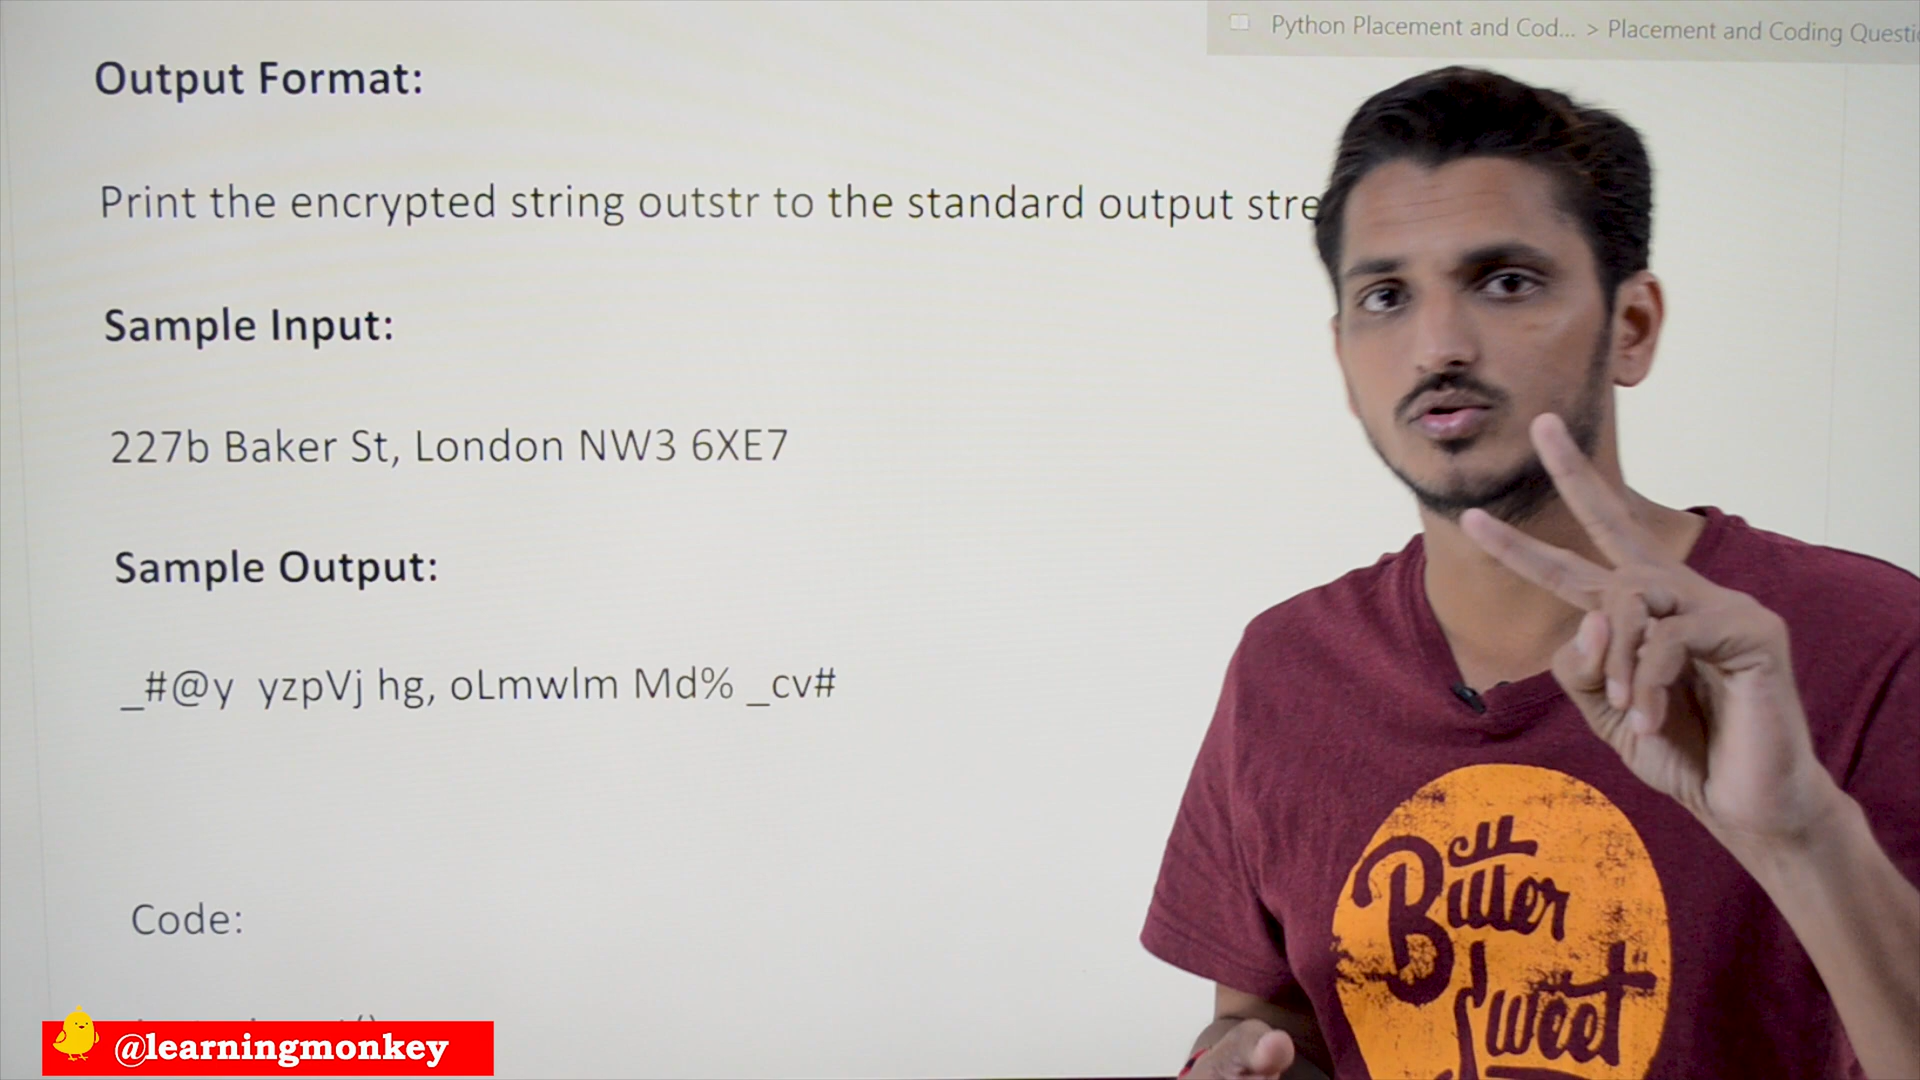 Python Placement and Cod... > Placement and Coding Questi
Output Format:
Print the encrypted string outstr to the standard output stre
Sample Input:
227b Baker St, London NW3 6XE7
Sample Output:
_#@y  yzpVj hg, oLmwlm Md% _cv#
Code:
@learningmonkey
Bitter
Sweet